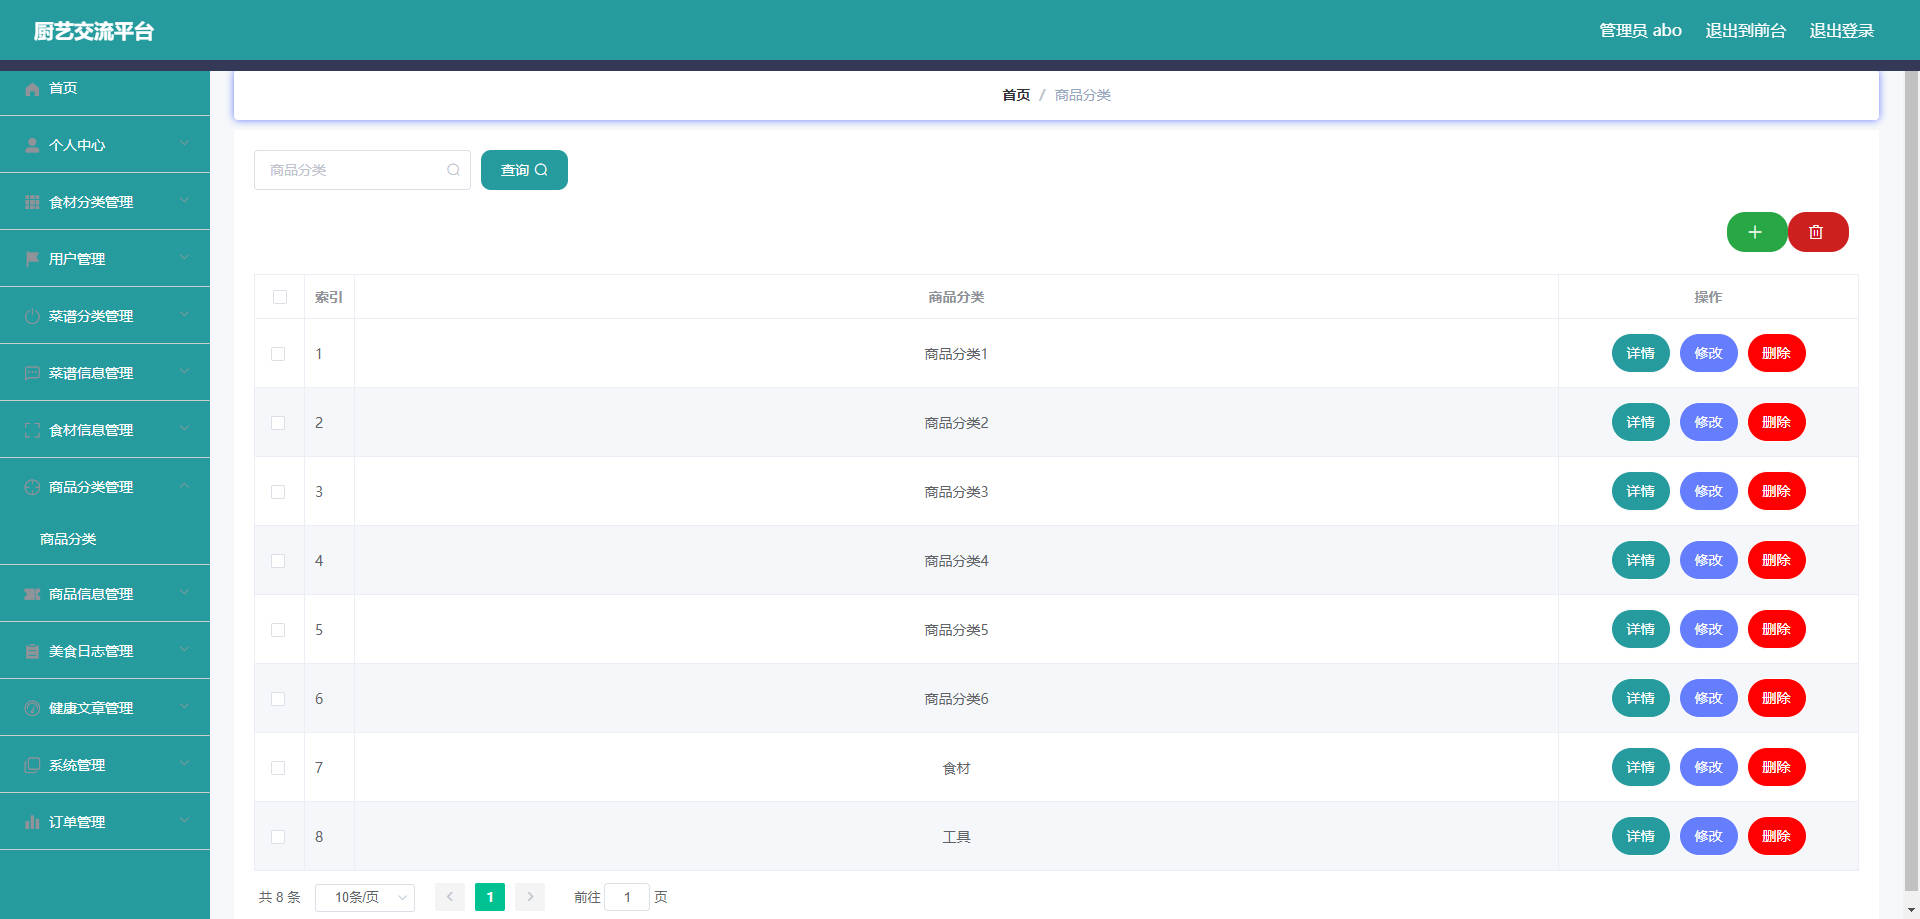 厨艺交流平台
管理员 abo 退出到前台 退出登录
首页
个人中心
食材分类管理
用户管理
菜谱分类管理
菜谱信息管理
食材信息管理
商品分类管理
商品分类
商品信息管理
美食日志管理
健康文章管理
系统管理
订单管理
首页 / 商品分类
商品分类 查询
索引 商品分类 操作
1 商品分类1 详情 修改 删除
2 商品分类2 详情 修改 删除
3 商品分类3 详情 修改 删除
4 商品分类4 详情 修改 删除
5 商品分类5 详情 修改 删除
6 商品分类6 详情 修改 删除
7 食材 详情 修改 删除
8 工具 详情 修改 删除
共 8 条 10条/页 1 前往 1 页